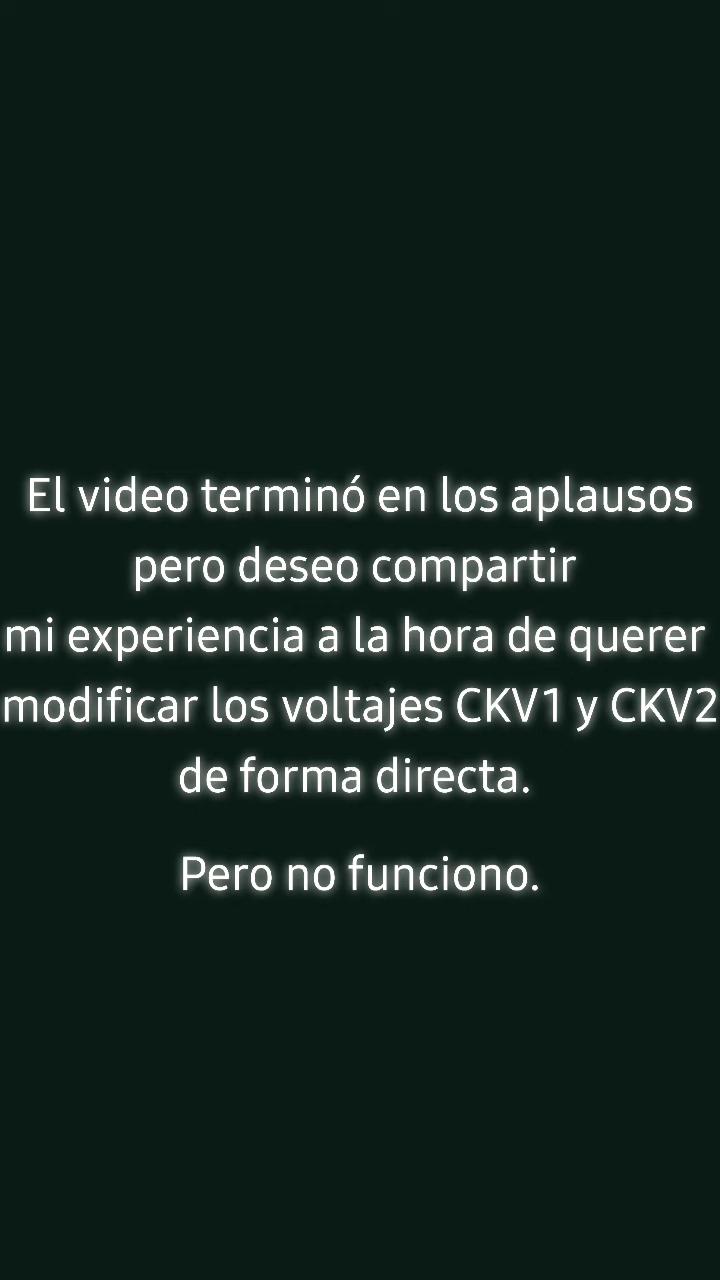 El video terminó en los aplausos
pero deseo compartir
mi experiencia a la hora de querer
modificar los voltajes CKV1 y CKV2
de forma directa.
Pero no funciono.